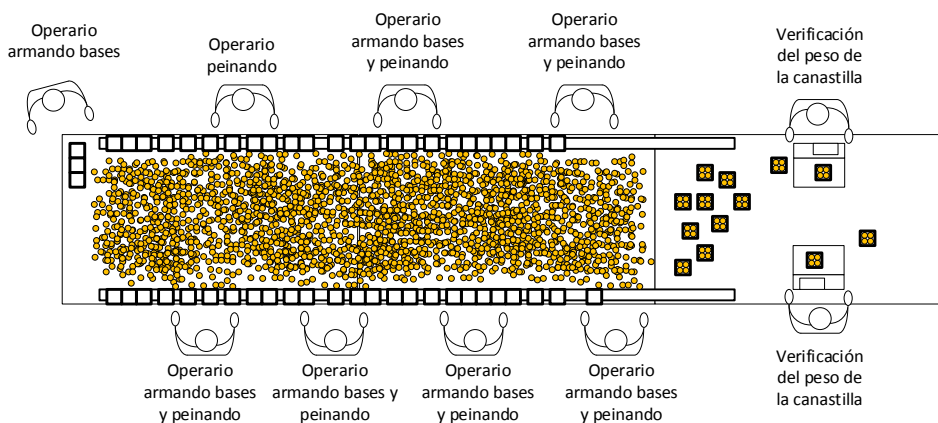 Operario
armando bases
Operario
peinando
Operario
armando bases
y peinando
Operario
armando bases
y peinando
Verificación
del peso de
la canastilla
Operario
armando bases
y peinando
Operario
armando bases y
peinando
Operario
armando bases
y peinando
Operario
armando bases
y peinando
Verificación
del peso de
la canastilla